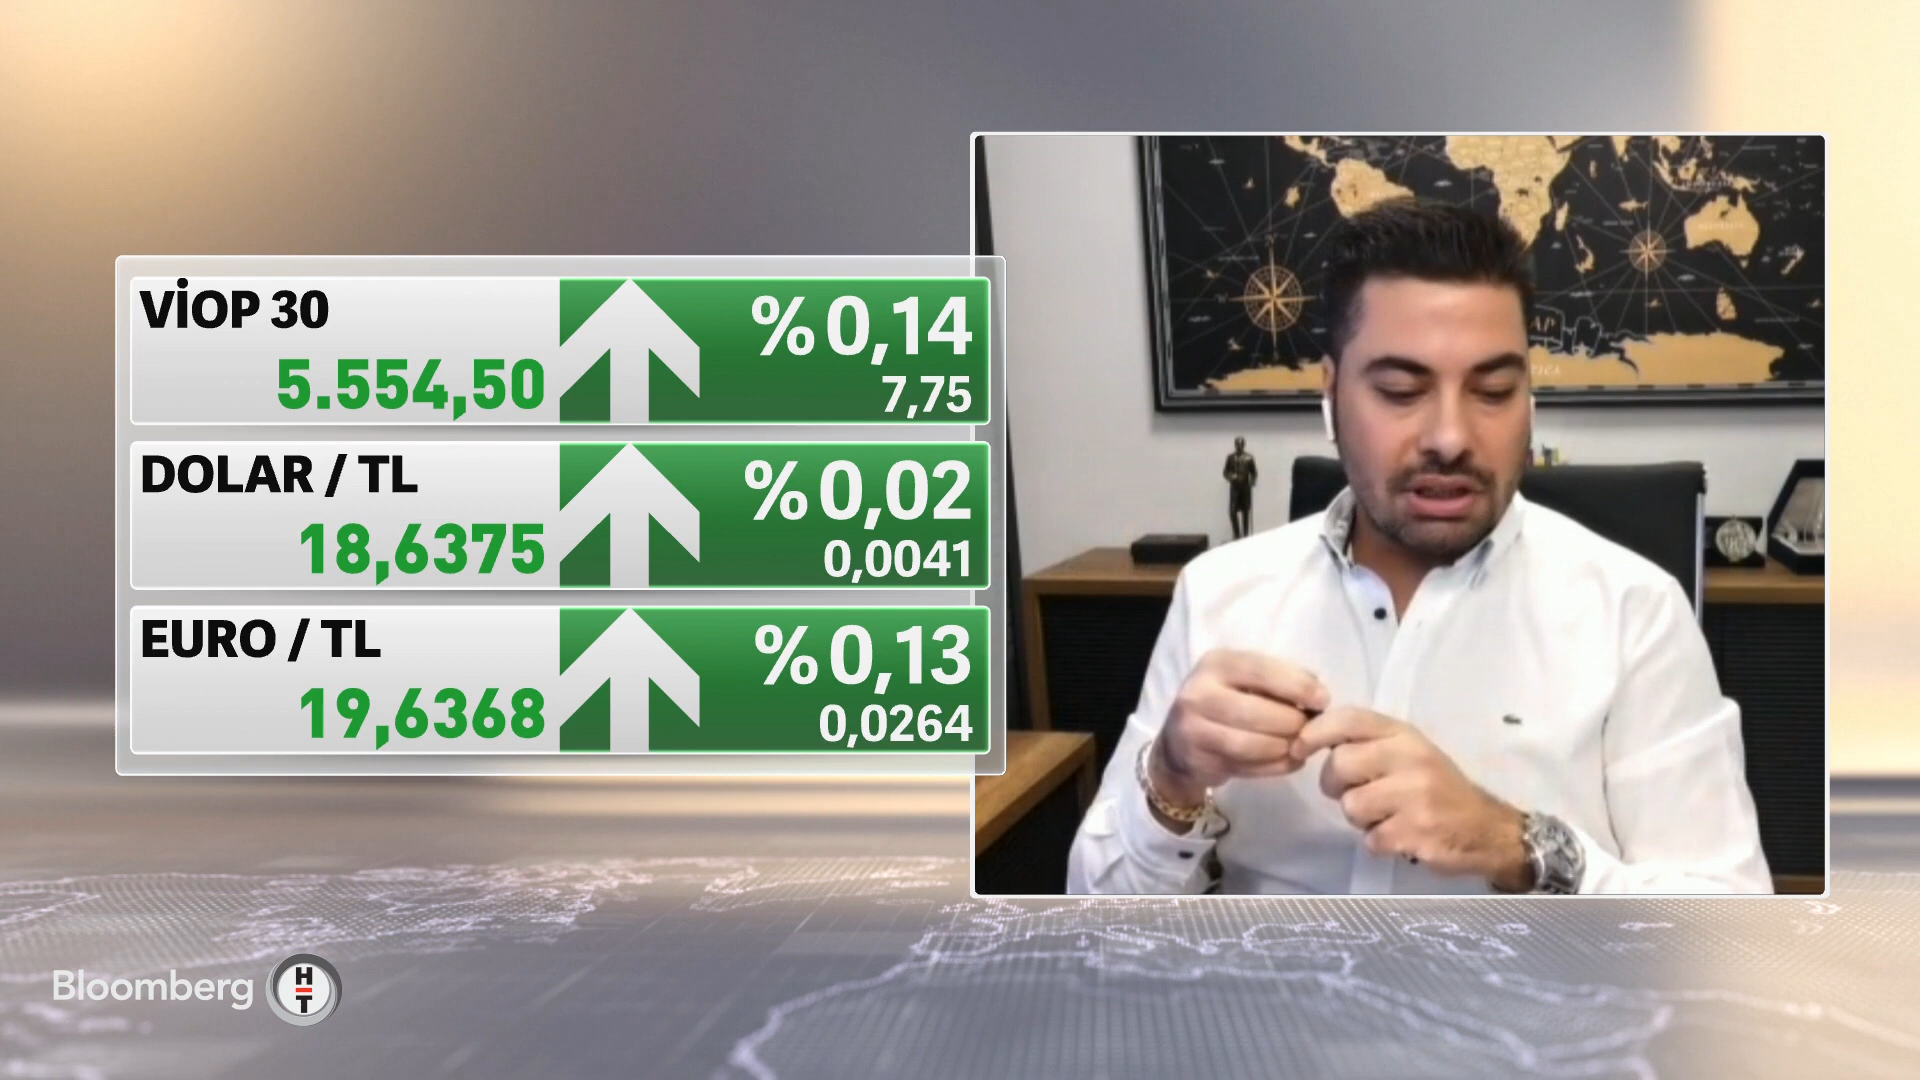 VİOP 30
5.554,50
%0,14
7,75
DOLAR / TL
18,6375
%0,02
0,0041
EURO / TL
19,6368
%0,13
0,0264
Bloomberg HT